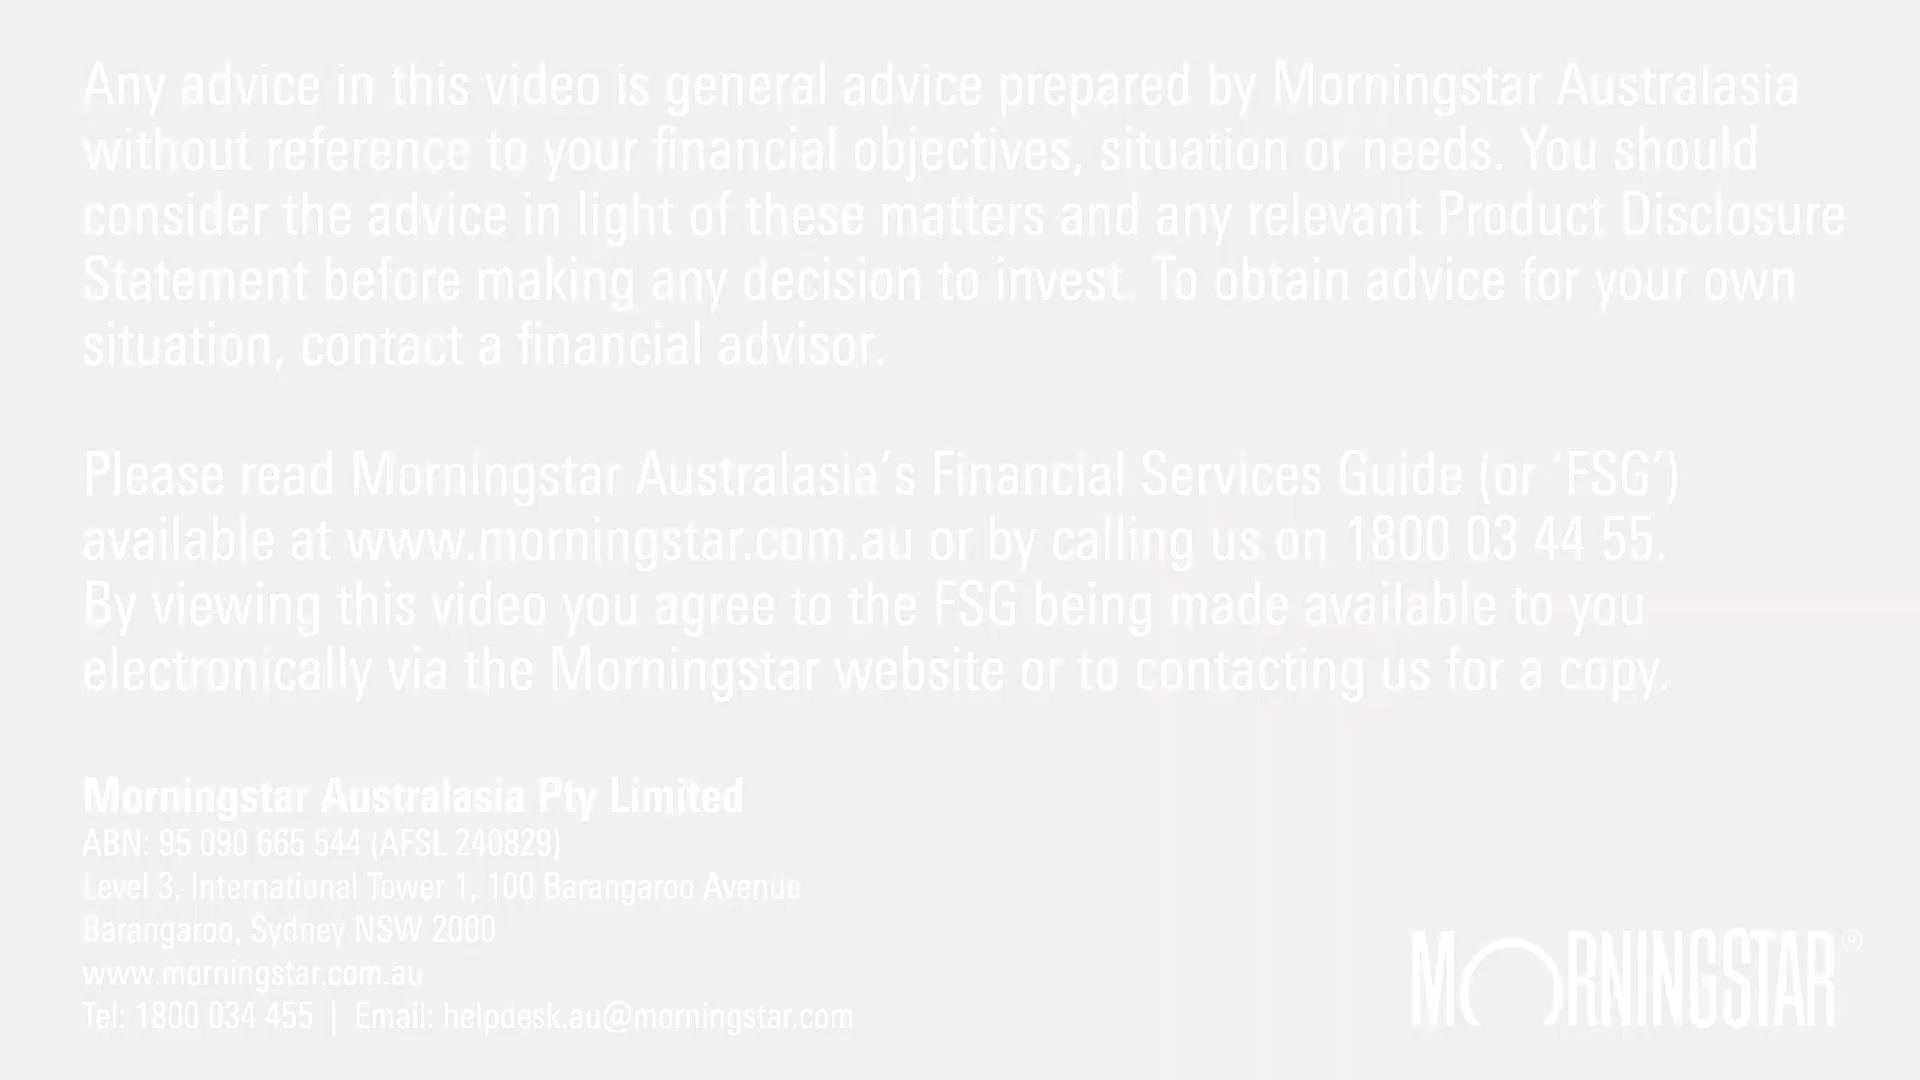 Any advice in this video is general advice prepared by Morningstar Australasia
without reference to your financial objectives, situation or needs. You should
consider the advice in light of these matters and any relevant Product Disclosure
Statement before making any decision to invest. To obtain advice for your own
situation, contact a financial advisor.
Please read Morningstar Australasia‘s Financial Services Guide (or ‘FSG’)
available at www.morningstar.com.au or by calling us on 1800 03 44 55.
By viewing this video you agree to the FSG being made available to you
electronically via the Morningstar website or to contacting us for a copy.
Morningstar Australasia Pty Limited
ABN: 95 090 665 544 (AFSL 240829)
Level 3, International Tower 1, 100 Barangaroo Avenue
Barangaroo, Sydney NSW 2000
www.morningstar.com.au
Tel: 1800 034 455 | Email: helpdesk.au@morningstar.com
MORNINGSTAR®